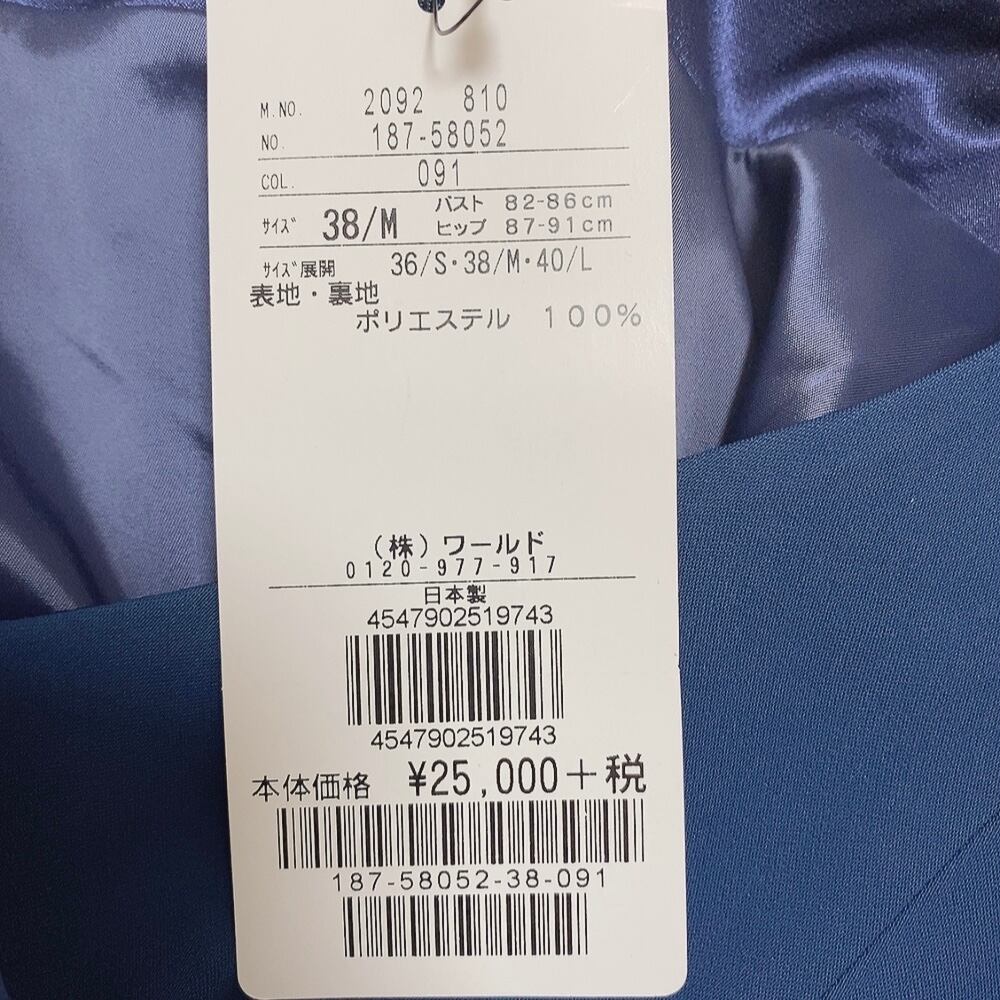 M.NO. 2092 810
NO. 187-58052
COL. 091
ｻｲｽﾞ 38/M バスト 82-86cm
ヒップ 87-91cm
ｻｲｽﾞ展開 36/S・38/M・40/L
表地・裏地
ポリエステル 100%
(株)ワールド
0120-977-917
日本製
4547902519743
4547902519743
本体価格 ¥25,000+税
187-58052-38-091